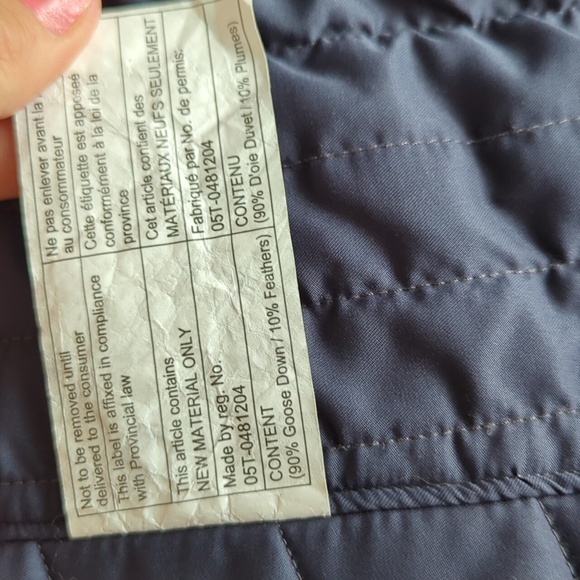 Not to be removed until
delivered to the consumer
This label is affixed in compliance
with Provincial law
This article contains
NEW MATERIAL ONLY
Made by reg. No..
05T-0481204
CONTENT
(90% Goose Down / 10% Feathers)
Ne pas enlever avant la
au consommateur
Cette étiquette est apposée
conformément à la loi de la
province
Cet article contient des
MATÉRIAUX NEUFS SEULEMENT
Fabriqué par No. de permis:
05T-0481204
CONTENU
(90% D'oie Duvet / 10% Plumes)